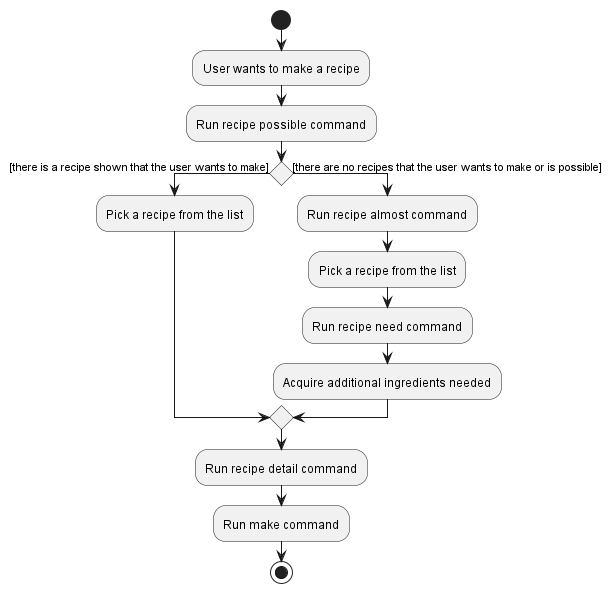 User wants to make a recipe
Run recipe possible command
[there is a recipe shown that the user wants to make]
[there are no recipes that the user wants to make or is possible]
Pick a recipe from the list
Run recipe almost command
Pick a recipe from the list
Run recipe need command
Acquire additional ingredients needed
Run recipe detail command
Run make command